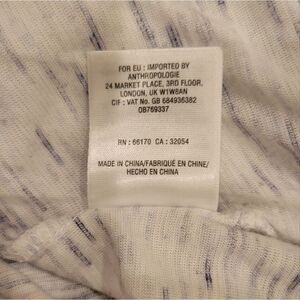 FOR EU : IMPORTED BY
ANTHROPOLOGIE
24 MARKET PLACE, 3RD FLOOR,
LONDON, UK W1W8AN
CIF : VAT No. GB 684936382
OB769337
RN : 66170 CA : 32054
MADE IN CHINA/FABRIQUÉ EN CHINE/
HECHO EN CHINA